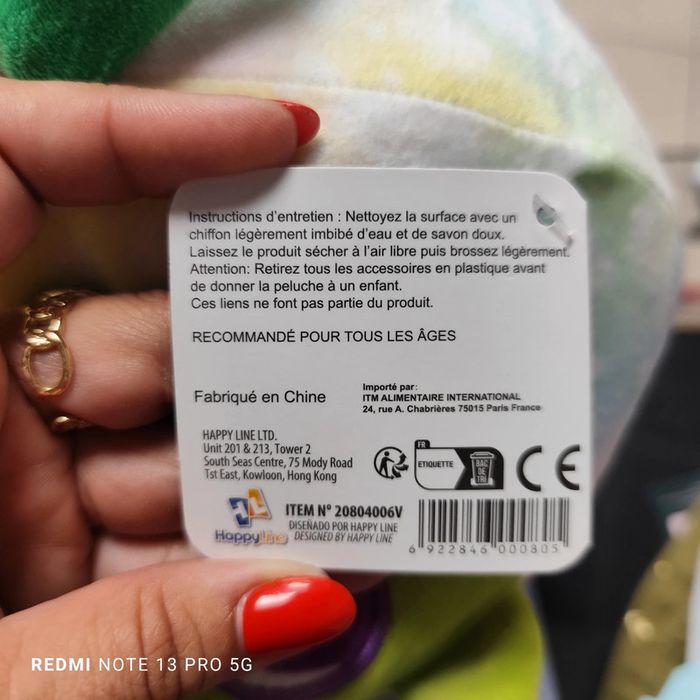 Instructions d'entretien : Nettoyez la surface avec un
chiffon légèrement imbibé d'eau et de savon doux.
Laissez le produit sécher à l'air libre puis brossez légèrement.
Attention: Retirez tous les accessoires en plastique avant
de donner la peluche à un enfant.
Ces liens ne font pas partie du produit.
RECOMMANDÉ POUR TOUS LES ÂGES
Fabriqué en Chine
Importé par:
ITM ALIMENTAIRE INTERNATIONAL
24, rue A. Chabrières 75015 Paris France
HAPPY LINE LTD.
Unit 201 & 213, Tower 2
South Seas Centre, 75 Mody Road
Tst East, Kowloon, Hong Kong
FR
ETIQUETTE
BAC
DE
TRI
CE
HappyLine
ITEM Nº 20804006V
DISEÑADO POR HAPPY LINE
DESIGNED BY HAPPY LINE
6 922846 000805
REDMI NOTE 13 PRO 5G